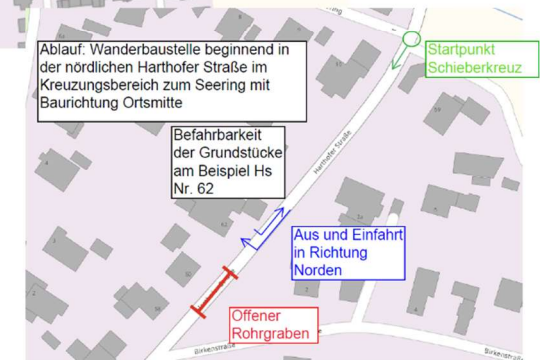 Ablauf: Wanderbaustelle beginnend in
der nördlichen Harthofer Straße im
Kreuzungsbereich zum Seering mit
Baurichtung Ortsmitte
Startpunkt
Schieberkreuz
Befahrbarkeit
der Grundstücke
am Beispiel Hs
Nr. 62
Harthofer Straße
62
Aus und Einfahrt
in Richtung
Norden
Offener
Rohrgraben
Birkenstraße
Birkenstraße